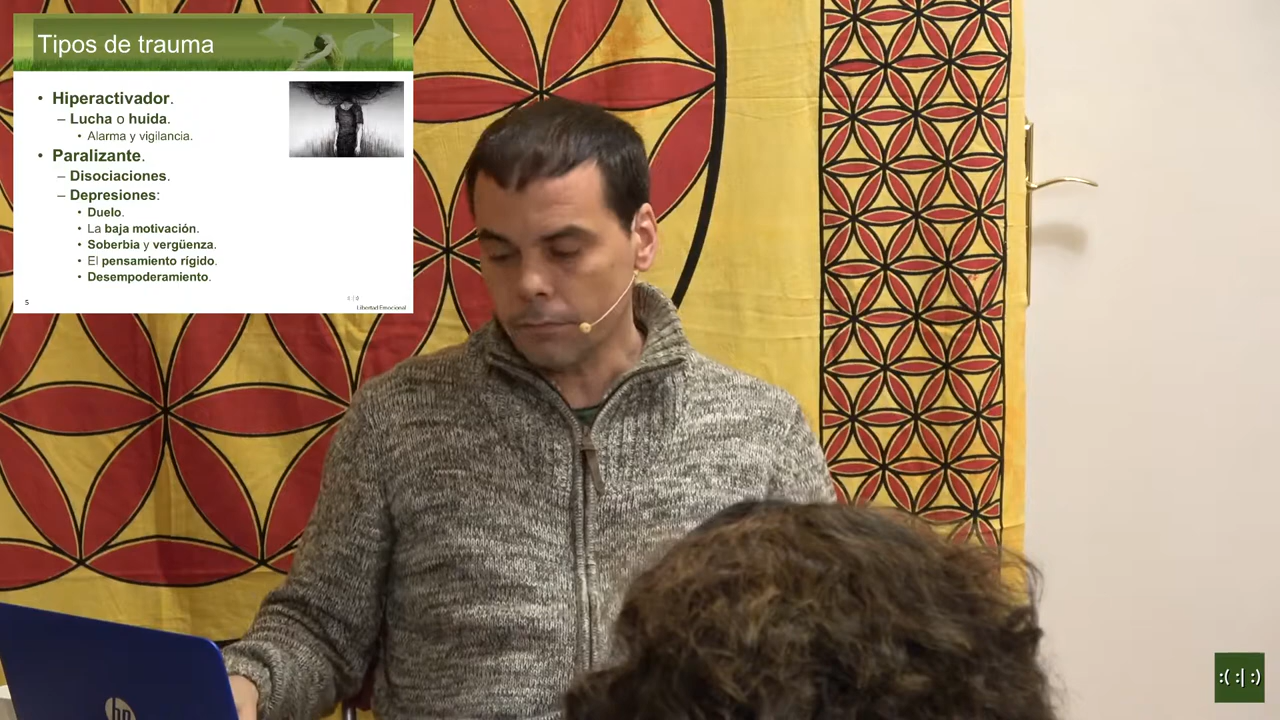 Tipos de trauma
• Hiperactivador.
– Lucha o huida.
• Alarma y vigilancia.
• Paralizante.
– Disociaciones.
– Depresiones:
• Duelo.
• La baja motivación.
• Soberbia y vergüenza.
• El pensamiento rígido.
• Desempoderamiento.
5
:( :| :)
Libertad Emocional
hp
:( :| :)